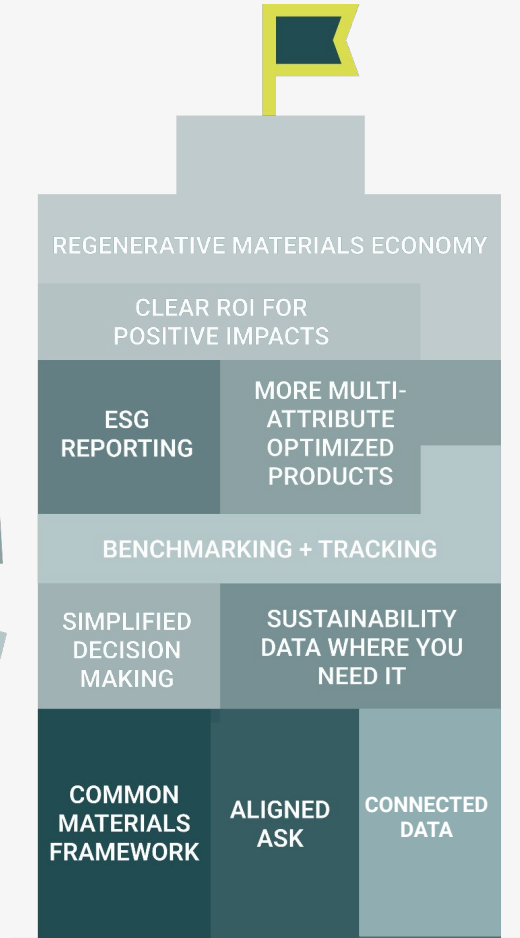 REGENERATIVE MATERIALS ECONOMY
CLEAR ROI FOR
POSITIVE IMPACTS
ESG
REPORTING
MORE MULTI-
ATTRIBUTE
OPTIMIZED
PRODUCTS
BENCHMARKING + TRACKING
SIMPLIFIED
DECISION
MAKING
SUSTAINABILITY
DATA WHERE YOU
NEED IT
COMMON
MATERIALS
FRAMEWORK
ALIGNED
ASK
CONNECTED
DATA